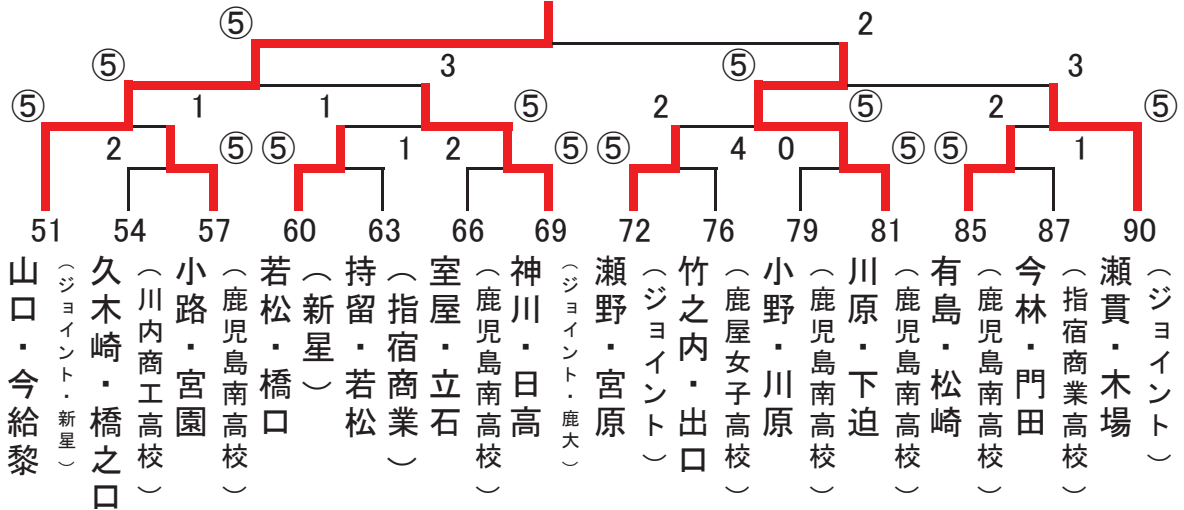 ⑤ 2
⑤ 3 ⑤ 3
⑤ 1 1 ⑤ 2 ⑤ 2 ⑤
2 ⑤ ⑤ 1 2 ⑤ ⑤ 4 0 ⑤ ⑤ 1
51 54 57 60 63 66 69 72 76 79 81 85 87 90
山口・今給黎
(ジョイント・新星)
久木崎・橋之口
(川内商工高校)
小路・宮園
(鹿児島南高校)
若松・橋口
(新星)
持留・若松
(指宿商業)
室屋・立石
(鹿児島南高校)
神川・日高
(ジョイント・鹿大)
瀬野・宮原
(ジョイント)
竹之内・出口
(鹿屋女子高校)
小野・川原
(鹿児島南高校)
川原・下迫
(鹿児島南高校)
有島・松崎
(鹿児島南高校)
今林・門田
(指宿商業高校)
瀬貫・木場
(ジョイント)